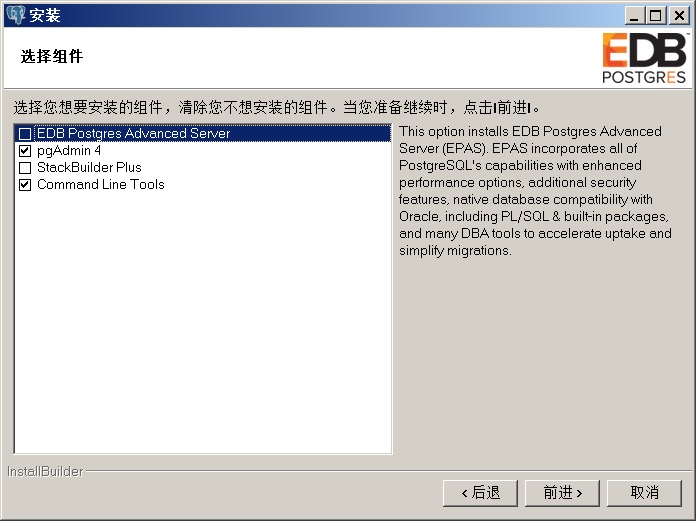 安装
选择组件
EDB
POSTGRES
选择您想要安装的组件，清除您不想安装的组件。当您准备继续时，点击|前进|。
EDB Postgres Advanced Server
pgAdmin 4
StackBuilder Plus
Command Line Tools
This option installs EDB Postgres Advanced
Server (EPAS). EPAS incorporates all of
PostgreSQL's capabilities with enhanced
performance options, additional security
features, native database compatibility with
Oracle, including PL/SQL & built-in packages,
and many DBA tools to accelerate uptake and
simplify migrations.
InstallBuilder
< 后退
前进 >
取消